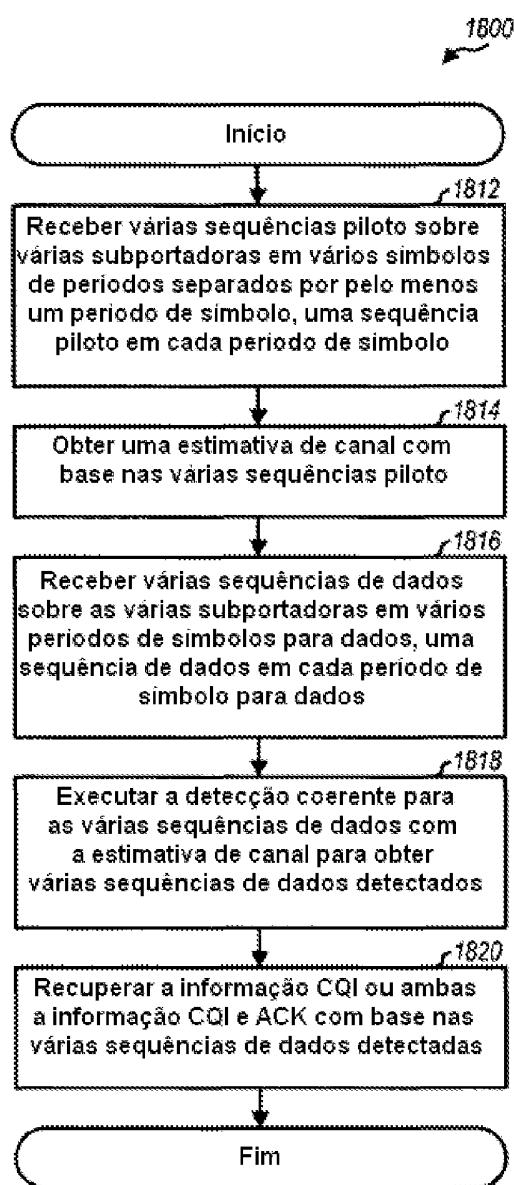 1800
Início
1812
Receber várias sequências piloto sobre
várias subportadoras em vários símbolos
de períodos separados por pelo menos
um período de símbolo, uma sequência
piloto em cada período de símbolo
1814
Obter uma estimativa de canal com
base nas várias sequências piloto
1816
Receber várias sequências de dados
sobre as várias subportadoras em vários
períodos de símbolos para dados, uma
sequência de dados em cada período de
símbolo para dados
1818
Executar a detecção coerente para
as várias sequências de dados com
a estimativa de canal para obter
várias sequências de dados detectados
1820
Recuperar a informação CQI ou ambas
a informação CQI e ACK com base nas
várias sequências de dados detectadas
Fim